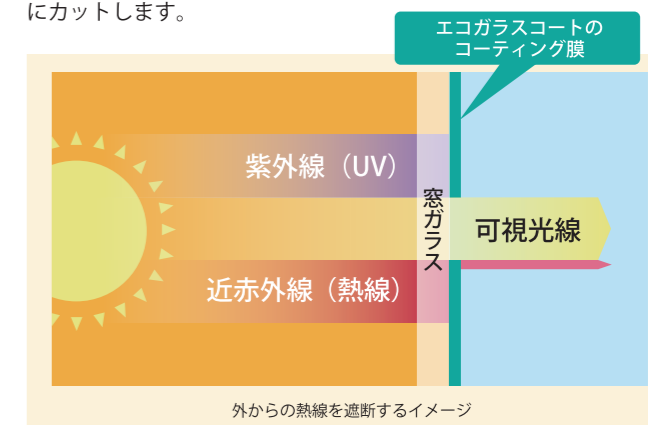 にカットします。
エコガラスコートの
コーティング膜
紫外線（UV）
窓ガラス
可視光線
近赤外線（熱線）
外からの熱線を遮断するイメージ